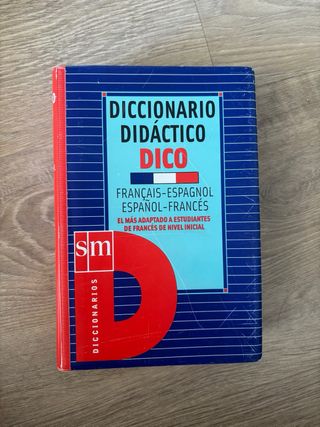 DICCIONARIO
DIDÁCTICO
DICO
FRANÇAIS-ESPAGNOL
ESPAÑOL-FRANCÉS
EL MÁS ADAPTADO A ESTUDIANTES
DE FRANCÉS DE NIVEL INICIAL
sm
D
DICCIONARIOS